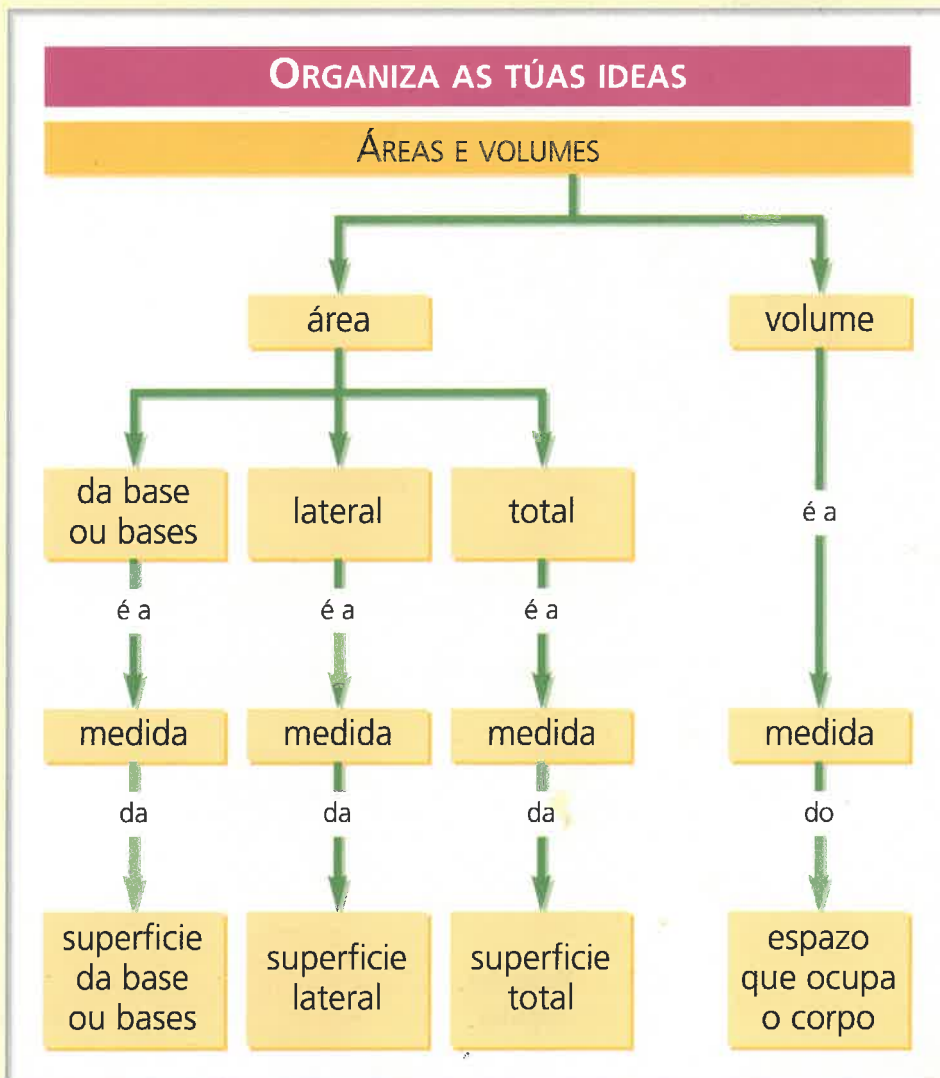 ORGANIZA AS TÚAS IDEAS
ÁREAS E VOLUMES
área
volume
da base
ou bases
lateral
total
é a
é a
é a
é a
medida
medida
medida
medida
da
da
da
do
superficie
da base
ou bases
superficie
lateral
superficie
total
espazo
que ocupa
o corpo